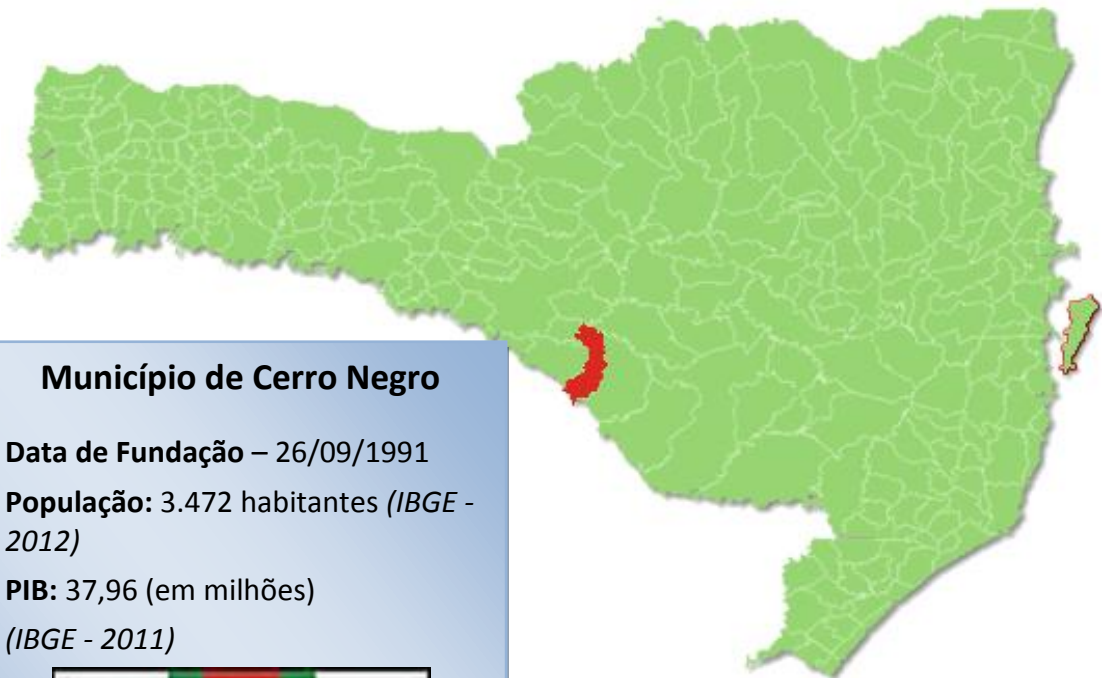 Município de Cerro Negro
Data de Fundação – 26/09/1991
População: 3.472 habitantes (IBGE -
2012)
PIB: 37,96 (em milhões)
(IBGE - 2011)